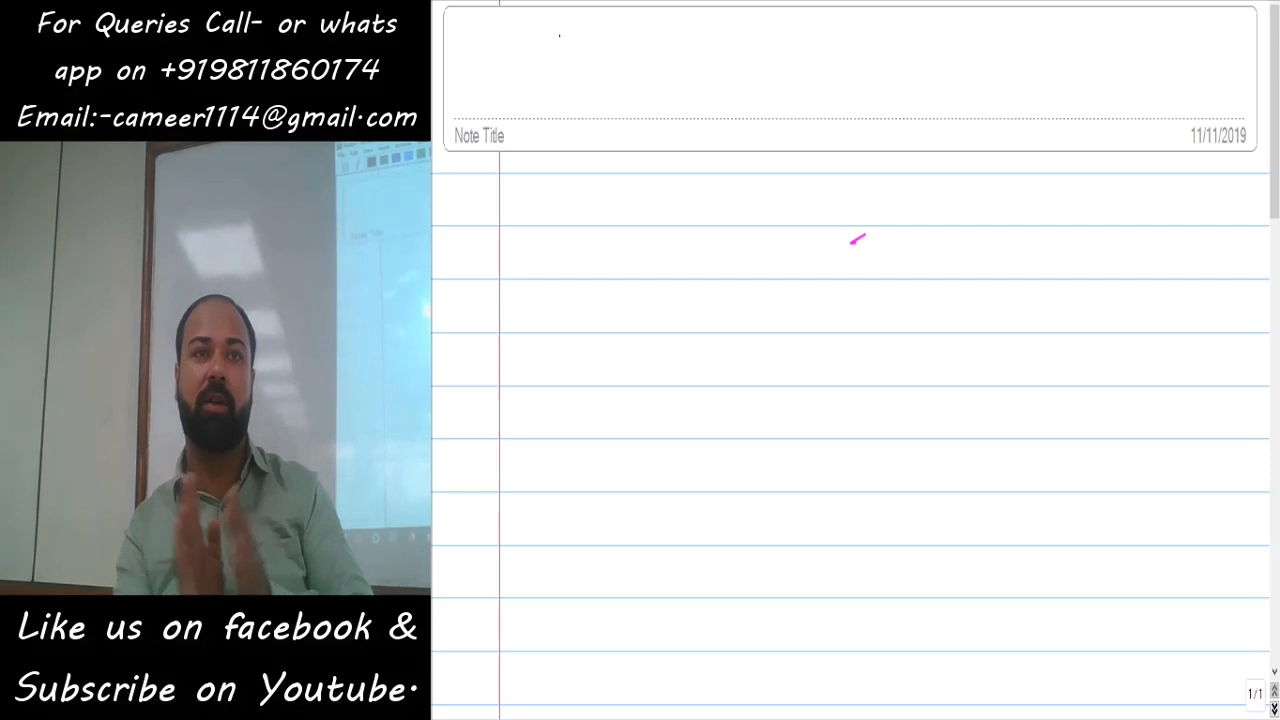 For Queries Call- or whats
app on +919811860174
Email:-cameer1114@gmail.com
Note Title
11/11/2019
Like us on facebook &
Subscribe on Youtube.
1/1